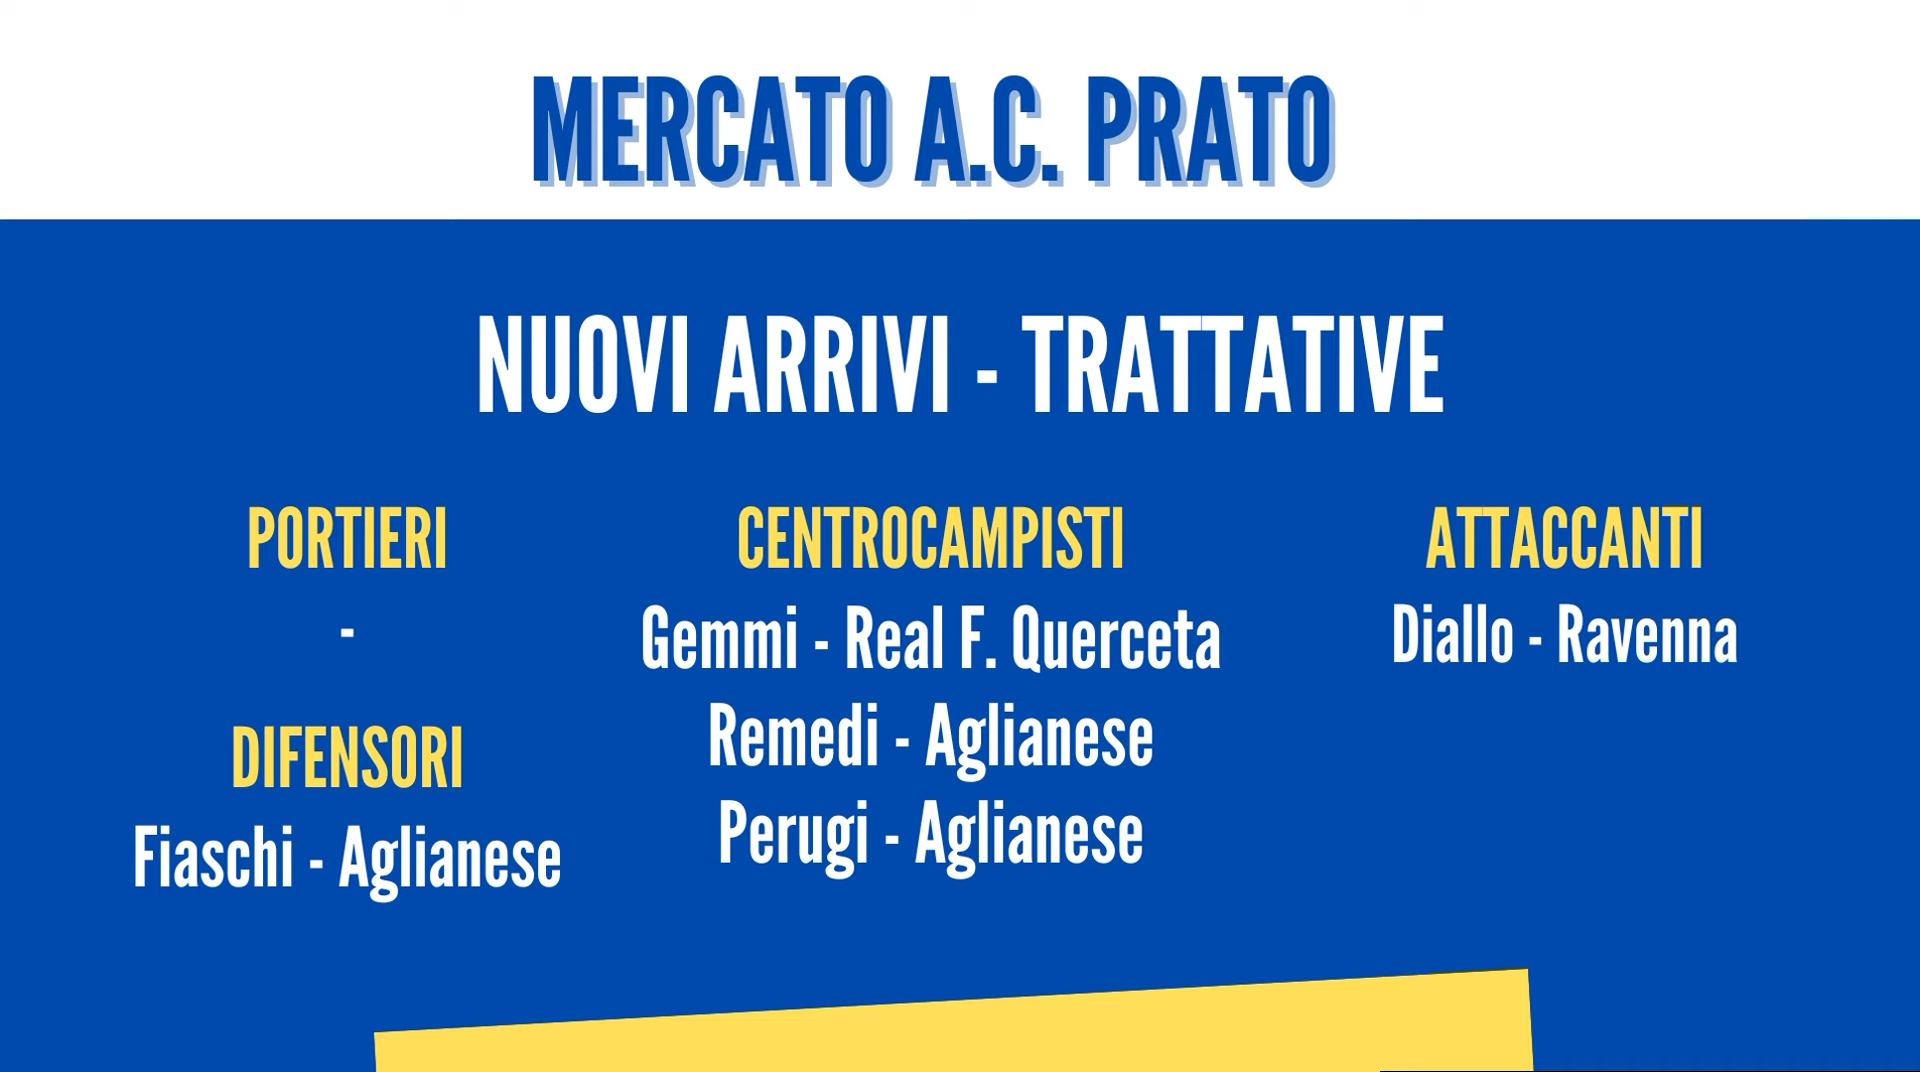 MERCATO A.C. PRATO
NUOVI ARRIVI - TRATTATIVE
PORTIERI
-
DIFENSORI
Fiaschi - Aglianese
CENTROCAMPISTI
Gemmi - Real F. Querceta
Remedi - Aglianese
Perugi - Aglianese
ATTACCANTI
Diallo - Ravenna